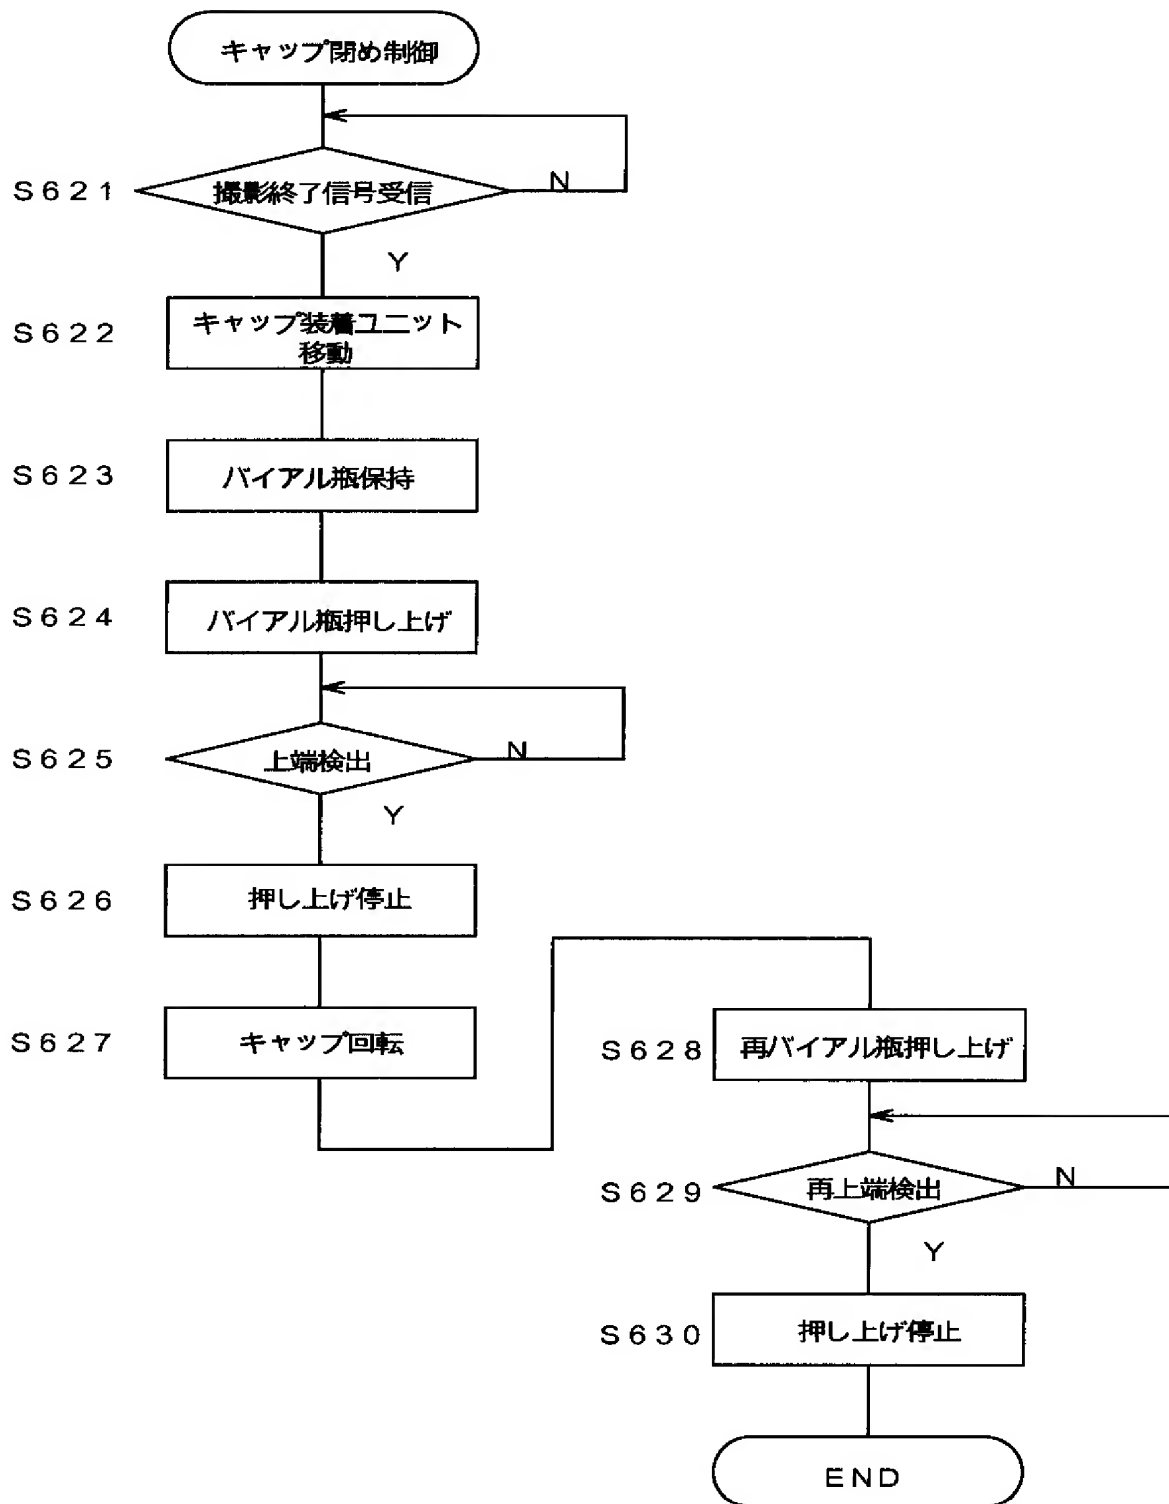 キャップ閉め制御
S621
撮影終了信号受信
N
Y
S622
キャップ装着ユニット
移動
S623
バイアル瓶保持
S624
バイアル瓶押し上げ
S625
上端検出
N
Y
S626
押し上げ停止
S627
キャップ回転
S628
再バイアル瓶押し上げ
S629
再上端検出
N
Y
S630
押し上げ停止
END